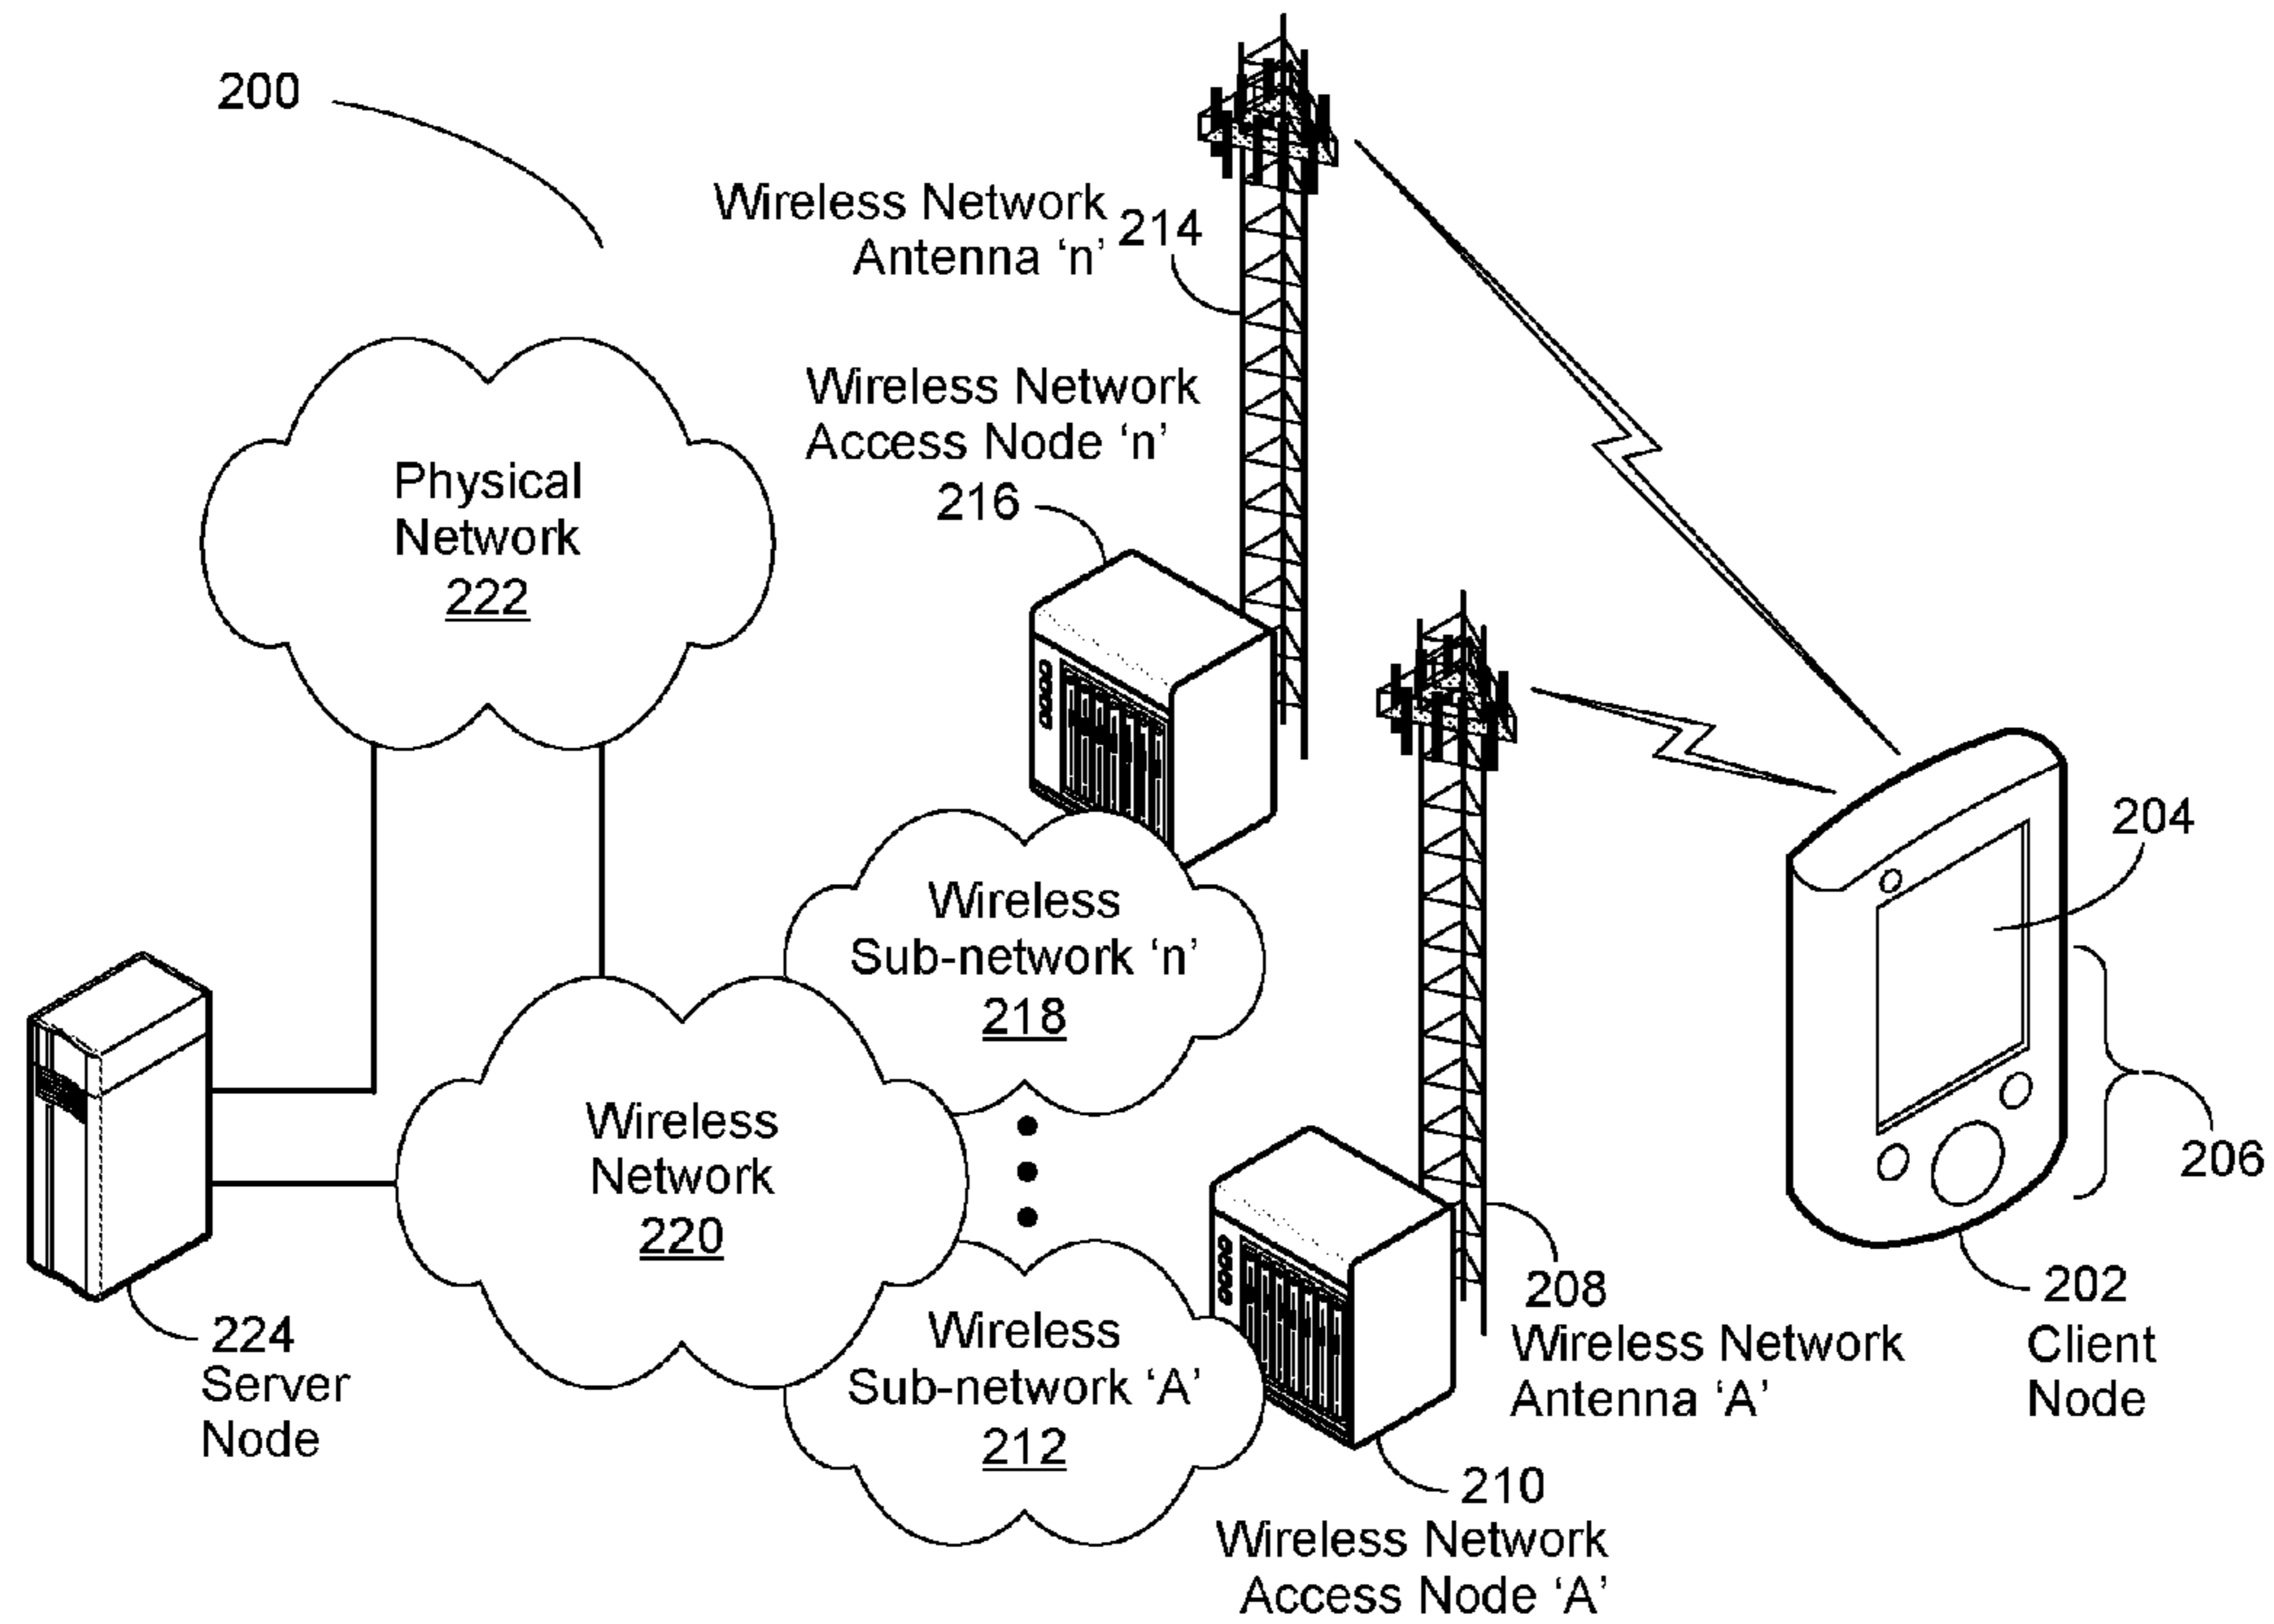 200
Wireless Network
Antenna ‘n’
214
Wireless Network
Access Node ‘n’
216
Physical
Network
222
204
Wireless
Sub-network ‘n’
218
Wireless
Network
220
206
224
Server
Node
Wireless
Sub-network ‘A’
212
208
Wireless Network
Antenna ‘A’
202
Client
Node
210
Wireless Network
Access Node ‘A’